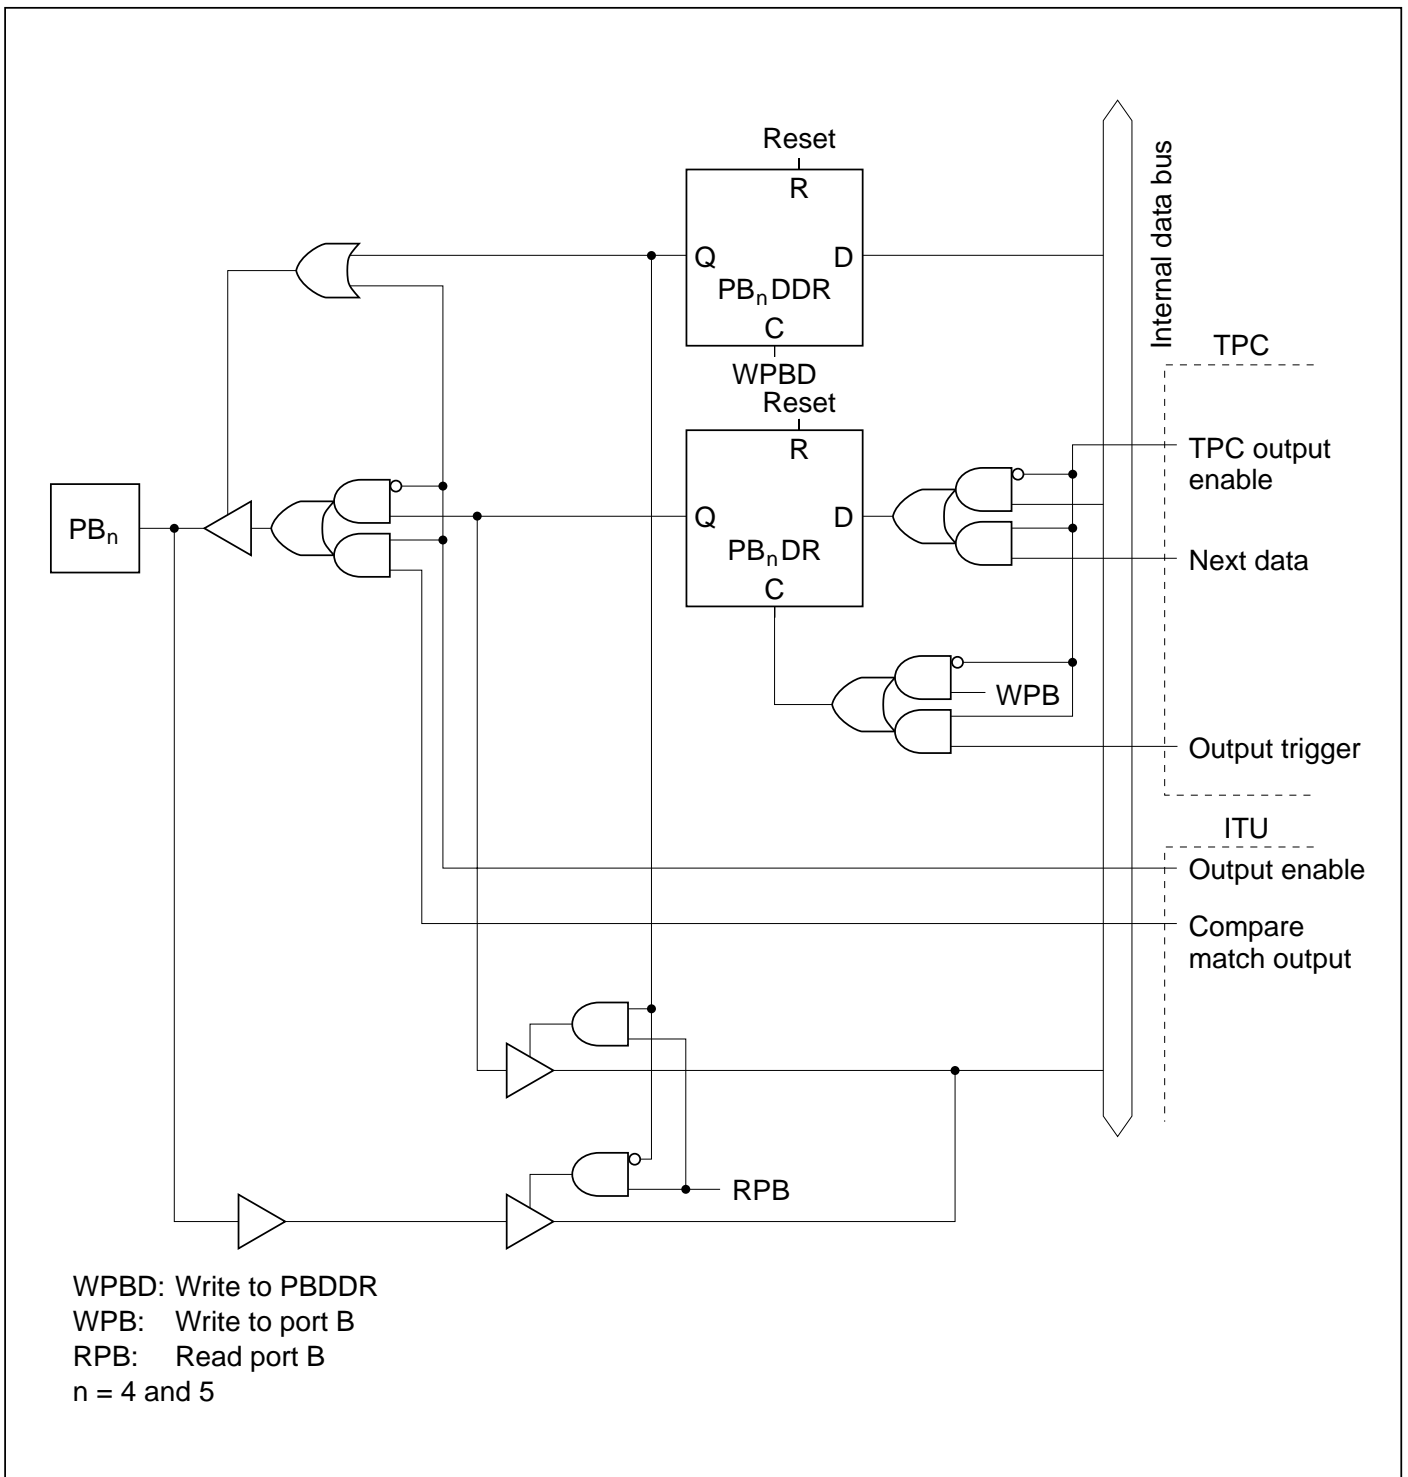 Reset
R
Q
D
PBnDDR
C
WPBD
Internal data bus
TPC
Reset
R
Q
D
PBnDR
C
TPC output
enable
PBn
Next data
WPB
Output trigger
ITU
Output enable
Compare
match output
RPB
WPBD: Write to PBDDR
WPB: Write to port B
RPB: Read port B
n = 4 and 5